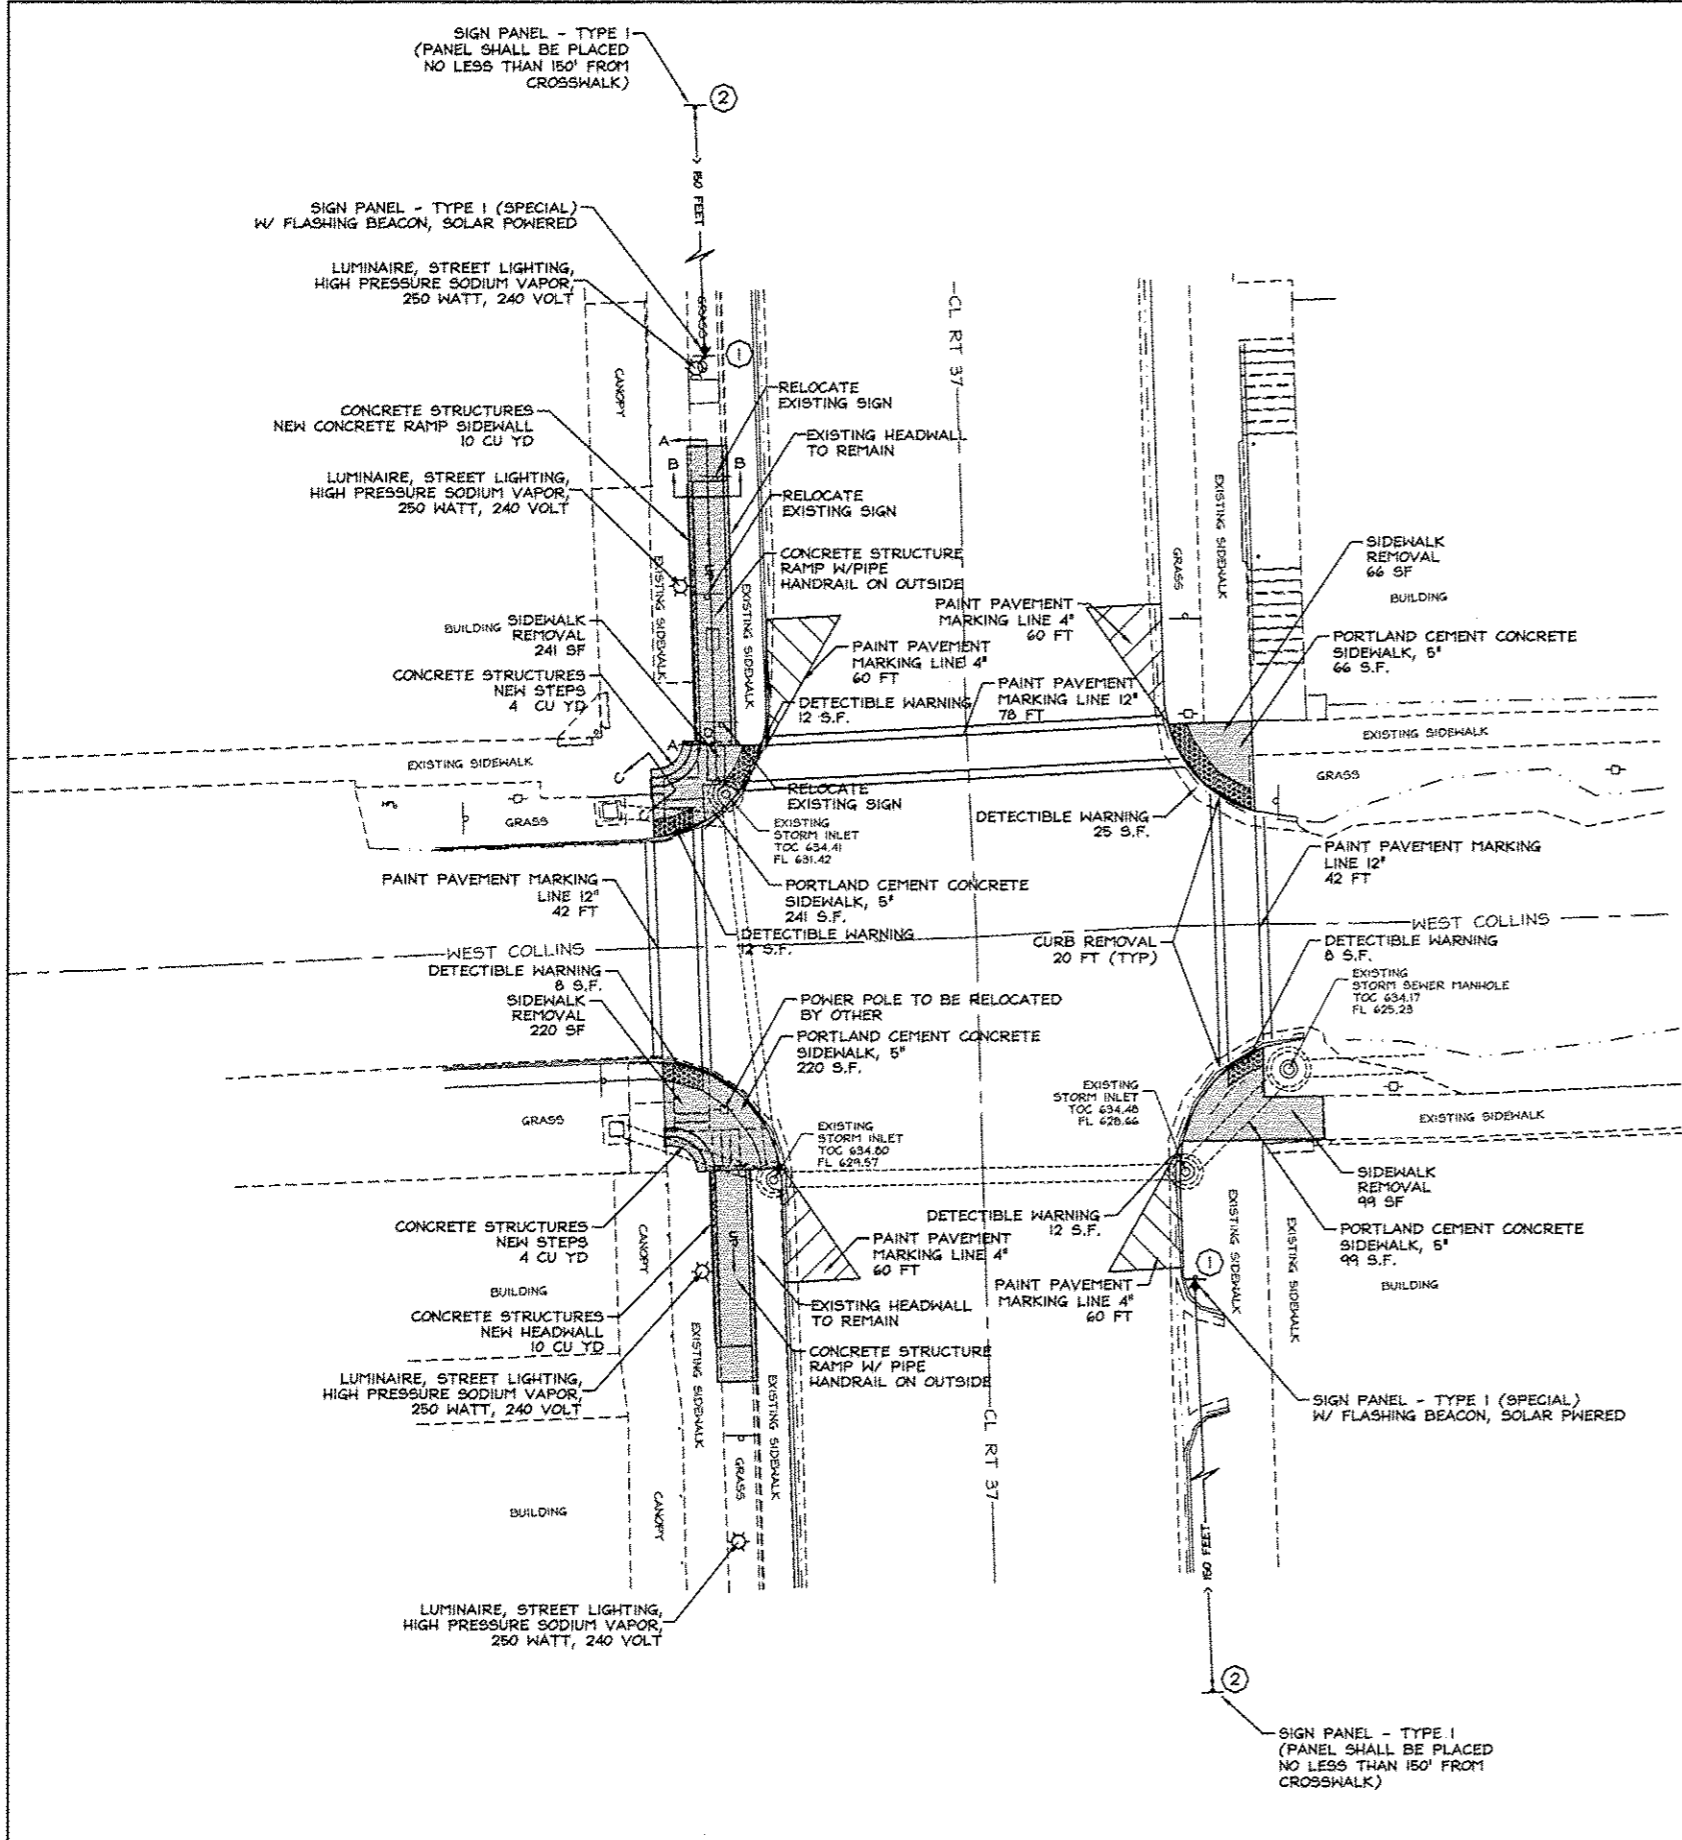 SIGN PANEL - TYPE I
(PANEL SHALL BE PLACED
NO LESS THAN 150' FROM
CROSSWALK)
2
150 FEET
SIGN PANEL - TYPE I (SPECIAL)
W/ FLASHING BEACON, SOLAR POWERED
LUMINAIRE, STREET LIGHTING,
HIGH PRESSURE SODIUM VAPOR,
250 WATT, 240 VOLT
GRASS
1
CANOPY
CL RT 37
RELOCATE
EXISTING SIGN
CONCRETE STRUCTURES
NEW CONCRETE RAMP SIDEWALL
10 CU YD
A
B
B
EXISTING HEADWALL
TO REMAIN
LUMINAIRE, STREET LIGHTING,
HIGH PRESSURE SODIUM VAPOR,
250 WATT, 240 VOLT
RELOCATE
EXISTING SIGN
CONCRETE STRUCTURE
RAMP W/PIPE
HANDRAIL ON OUTSIDE
EXISTING SIDEWALK
EXISTING SIDEWALK
EXISTING SIDEWALK
GRASS
SIDEWALK
REMOVAL
66 SF
BUILDING
PAINT PAVEMENT
MARKING LINE 4"
60 FT
BUILDING
SIDEWALK
REMOVAL
241 SF
PAINT PAVEMENT
MARKING LINE 4"
60 FT
PORTLAND CEMENT CONCRETE
SIDEWALK, 5"
66 S.F.
CONCRETE STRUCTURES
NEW STEPS
4 CU YD
PAINT PAVEMENT
MARKING LINE 12"
78 FT
DETECTIBLE WARNING
12 S.F.
A
C
EXISTING SIDEWALK
EXISTING SIDEWALK
GRASS
RELOCATE
EXISTING SIGN
GRASS
EXISTING
STORM INLET
TOC 634.41
FL 631.42
DETECTIBLE WARNING
25 S.F.
PAINT PAVEMENT MARKING
LINE 12"
42 FT
PAINT PAVEMENT MARKING
LINE 12"
42 FT
PORTLAND CEMENT CONCRETE
SIDEWALK, 5"
241 S.F.
DETECTIBLE WARNING
12 S.F.
WEST COLLINS
WEST COLLINS
CURB REMOVAL
20 FT (TYP)
DETECTIBLE WARNING
8 S.F.
DETECTIBLE WARNING
8 S.F.
EXISTING
STORM SEWER MANHOLE
TOC 634.17
FL 625.23
SIDEWALK
REMOVAL
220 SF
POWER POLE TO BE RELOCATED
BY OTHER
PORTLAND CEMENT CONCRETE
SIDEWALK, 5"
220 S.F.
EXISTING
STORM INLET
TOC 634.48
FL 628.66
GRASS
EXISTING SIDEWALK
EXISTING
STORM INLET
TOC 634.80
FL 629.57
SIDEWALK
REMOVAL
99 SF
CONCRETE STRUCTURES
NEW STEPS
4 CU YD
CANOPY
UP
DETECTIBLE WARNING
12 S.F.
EXISTING SIDEWALK
EXISTING SIDEWALK
PORTLAND CEMENT CONCRETE
SIDEWALK, 5"
99 S.F.
PAINT PAVEMENT
MARKING LINE 4"
60 FT
1
BUILDING
BUILDING
PAINT PAVEMENT
MARKING LINE 4"
60 FT
CONCRETE STRUCTURES
NEW HEADWALL
10 CU YD
EXISTING HEADWALL
TO REMAIN
EXISTING SIDEWALK
CONCRETE STRUCTURE
RAMP W/ PIPE
HANDRAIL ON OUTSIDE
LUMINAIRE, STREET LIGHTING,
HIGH PRESSURE SODIUM VAPOR,
250 WATT, 240 VOLT
EXISTING SIDEWALK
SIGN PANEL - TYPE I (SPECIAL)
W/ FLASHING BEACON, SOLAR PWERED
CL RT 37
GRASS
BUILDING
CANOPY
150 FEET
LUMINAIRE, STREET LIGHTING,
HIGH PRESSURE SODIUM VAPOR,
250 WATT, 240 VOLT
2
SIGN PANEL - TYPE I
(PANEL SHALL BE PLACED
NO LESS THAN 150' FROM
CROSSWALK)